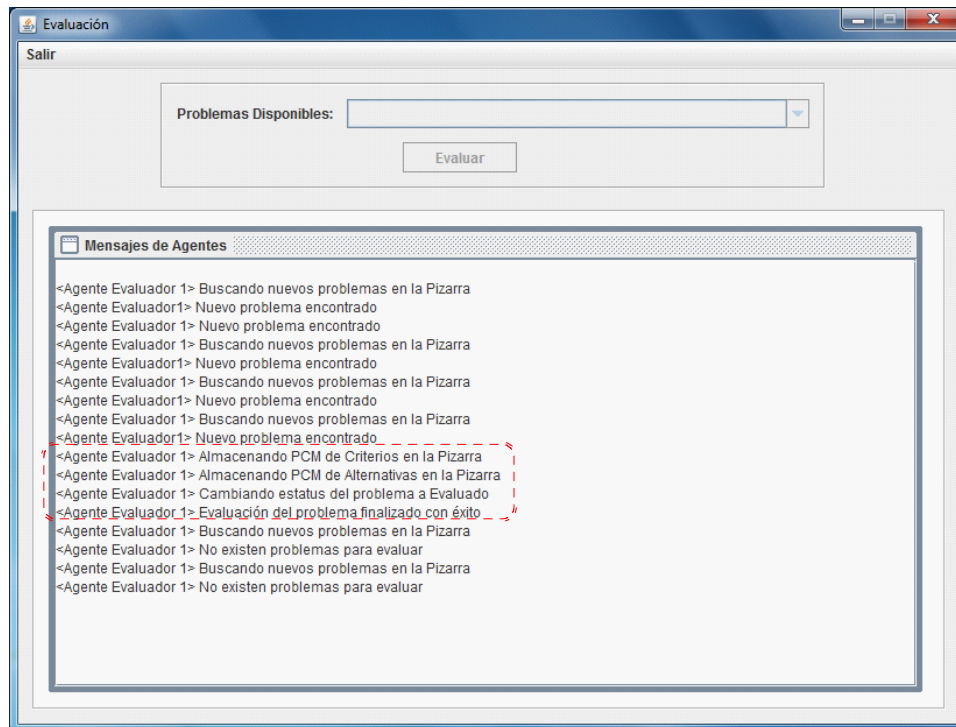 Evaluación
Salir
Problemas Disponibles:
Evaluar
Mensajes de Agentes
<Agente Evaluador 1> Buscando nuevos problemas en la Pizarra
<Agente Evaluador1> Nuevo problema encontrado
<Agente Evaluador 1> Nuevo problema encontrado
<Agente Evaluador 1> Buscando nuevos problemas en la Pizarra
<Agente Evaluador1> Nuevo problema encontrado
<Agente Evaluador 1> Buscando nuevos problemas en la Pizarra
<Agente Evaluador1> Nuevo problema encontrado
<Agente Evaluador 1> Buscando nuevos problemas en la Pizarra
<Agente Evaluador1> Nuevo problema encontrado
<Agente Evaluador 1> Almacenando PCM de Criterios en la Pizarra
<Agente Evaluador 1> Almacenando PCM de Alternativas en la Pizarra
<Agente Evaluador 1> Cambiando estatus del problema a Evaluado
<Agente Evaluador 1> Evaluación del problema finalizado con éxito
<Agente Evaluador 1> Buscando nuevos problemas en la Pizarra
<Agente Evaluador 1> No existen problemas para evaluar
<Agente Evaluador 1> Buscando nuevos problemas en la Pizarra
<Agente Evaluador 1> No existen problemas para evaluar